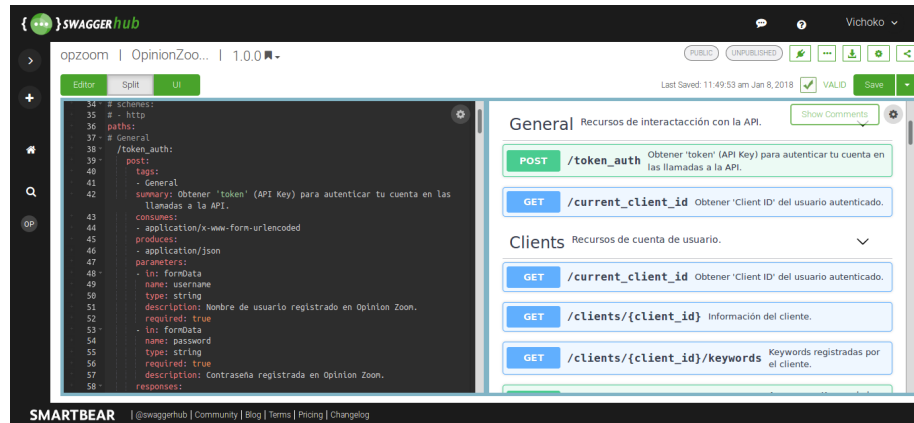 { ··· } SWAGGERhub
Vichoko
opzoom | OpinionZoo... | 1.0.0
PUBLIC
UNPUBLISHED
Editor
Split
UI
Last Saved: 11:49:53 am Jan 8, 2018
VALID
Save
OP
34 # schemes:
35 # - http
36 paths:
37 # General
38 /token_auth:
39 post:
40 tags:
41 - General
42 summary: Obtener 'token' (API Key) para autenticar tu cuenta en las
llamadas a la API.
43 consumes:
44 - application/x-www-form-urlencoded
45 produces:
46 - application/json
47 parameters:
48 - in: formData
49 name: username
50 type: string
51 description: Nombre de usuario registrado en Opinion Zoom.
52 required: true
53 - in: formData
54 name: password
55 type: string
56 required: true
57 description: Contraseña registrada en Opinion Zoom.
58 responses:
Show Comments
General Recursos de interactacción con la API.
POST /token_auth Obtener 'token' (API Key) para autenticar tu cuenta en
las llamadas a la API.
GET /current_client_id Obtener 'Client ID' del usuario autenticado.
Clients Recursos de cuenta de usuario.
GET /current_client_id Obtener 'Client ID' del usuario autenticado.
GET /clients/{client_id} Información del cliente.
GET /clients/{client_id}/keywords Keywords registradas por
el cliente.
SMARTBEAR | @swaggerhub | Community | Blog | Terms | Pricing | Changelog